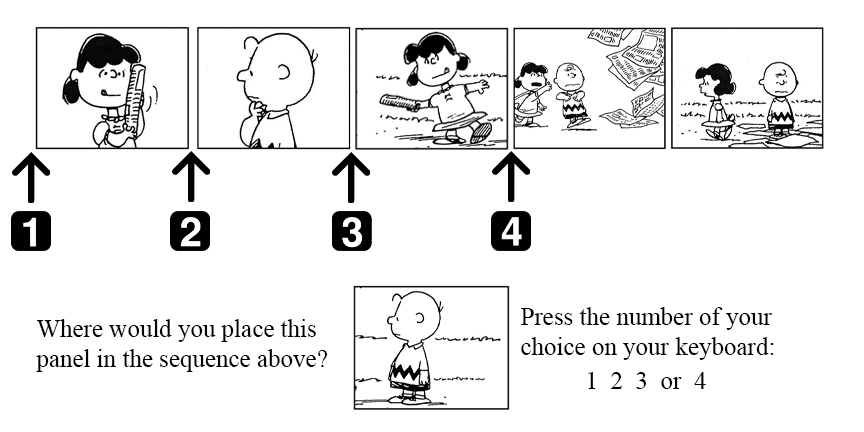 1
2
3
4
Where would you place this
panel in the sequence above?
Press the number of your
choice on your keyboard:
1 2 3 or 4